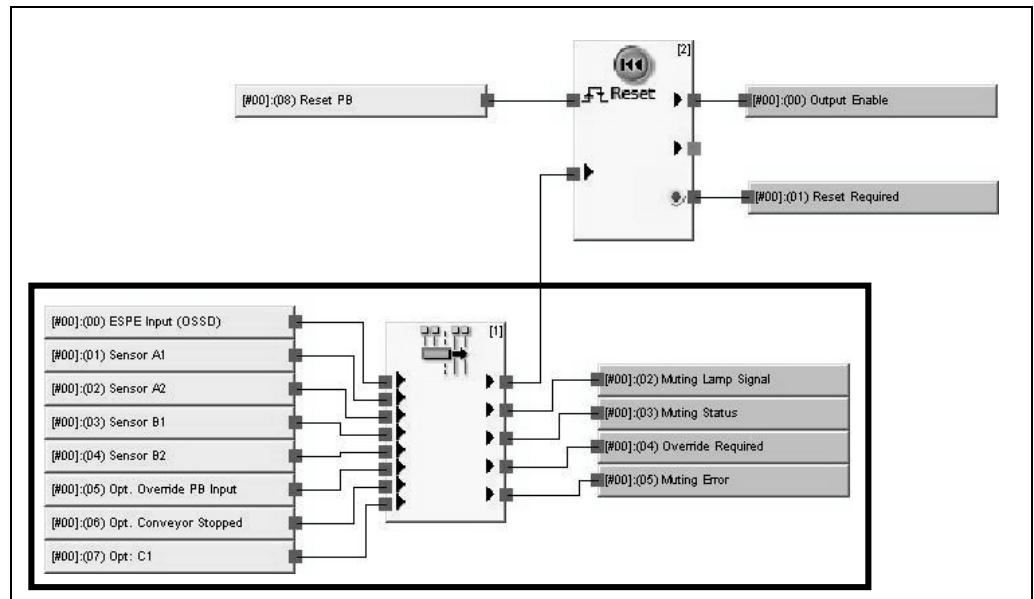 [2]
[#00]:(08) Reset PB
Reset
[#00]:(00) Output Enable
[#00]:(01) Reset Required
[#00]:(00) ESPE Input (OSSD)
[#00]:(01) Sensor A1
[#00]:(02) Sensor A2
[#00]:(03) Sensor B1
[#00]:(04) Sensor B2
[#00]:(05) Opt. Override PB Input
[#00]:(06) Opt. Conveyor Stopped
[#00]:(07) Opt: C1
[1]
[#00]:(02) Muting Lamp Signal
[#00]:(03) Muting Status
[#00]:(04) Override Required
[#00]:(05) Muting Error